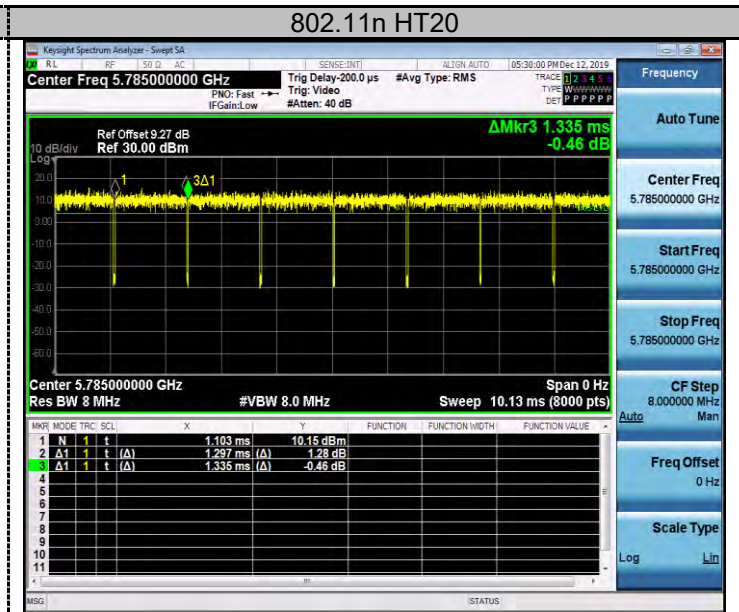 802.11n HT20
Keysight Spectrum Analyzer - Swept SA
RL RF 50 Ω AC SENSE:INT ALIGN AUTO 05:38:00 PM Dec 12, 2019
Center Freq 5.785000000 GHz
PNO: Fast
IFGain:Low
Trig Delay-200.0 µs
Trig: Video
#Atten: 40 dB
#Avg Type: RMS
TRACE 1 2 3 4 5 6
TYPE WWWWWW
DET P P P P P P
Frequency
Ref Offset 9.27 dB
10 dB/div Ref 30.00 dBm
Log
ΔMkr3 1.335 ms
-0.46 dB
20.0
10.0
0.00
-10.0
-20.0
-30.0
-40.0
-50.0
-60.0
1
3Δ1
Center 5.785000000 GHz Span 0 Hz
Res BW 8 MHz #VBW 8.0 MHz Sweep 10.13 ms (8000 pts)
MKR MODE TRC SCL X Y FUNCTION FUNCTION WIDTH FUNCTION VALUE
1 N 1 t 1.103 ms 10.15 dBm
2 Δ1 1 t (Δ) 1.297 ms (Δ) 1.28 dB
3 Δ1 1 t (Δ) 1.335 ms (Δ) -0.46 dB
4
5
6
7
8
9
10
11
MSG STATUS
Auto Tune
Center Freq
5.785000000 GHz
Start Freq
5.785000000 GHz
Stop Freq
5.785000000 GHz
CF Step
8.000000 MHz
Auto Man
Freq Offset
0 Hz
Scale Type
Log Lin